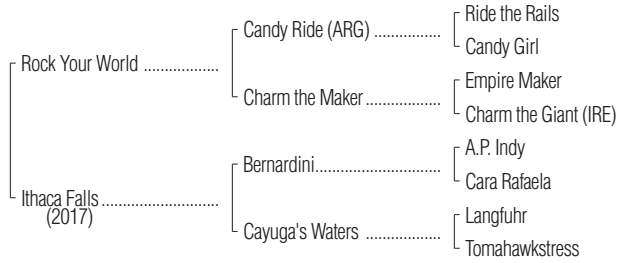 Ride the Rails
Candy Ride (ARG) ................
Candy Girl
Rock Your World ..................
Empire Maker
Charm the Maker ..................
Charm the Giant (IRE)
A.P. Indy
Bernardini..............................
Cara Rafaela
Ithaca Falls ............................
(2017)
Langfuhr
Cayuga's Waters ..................
Tomahawkstress